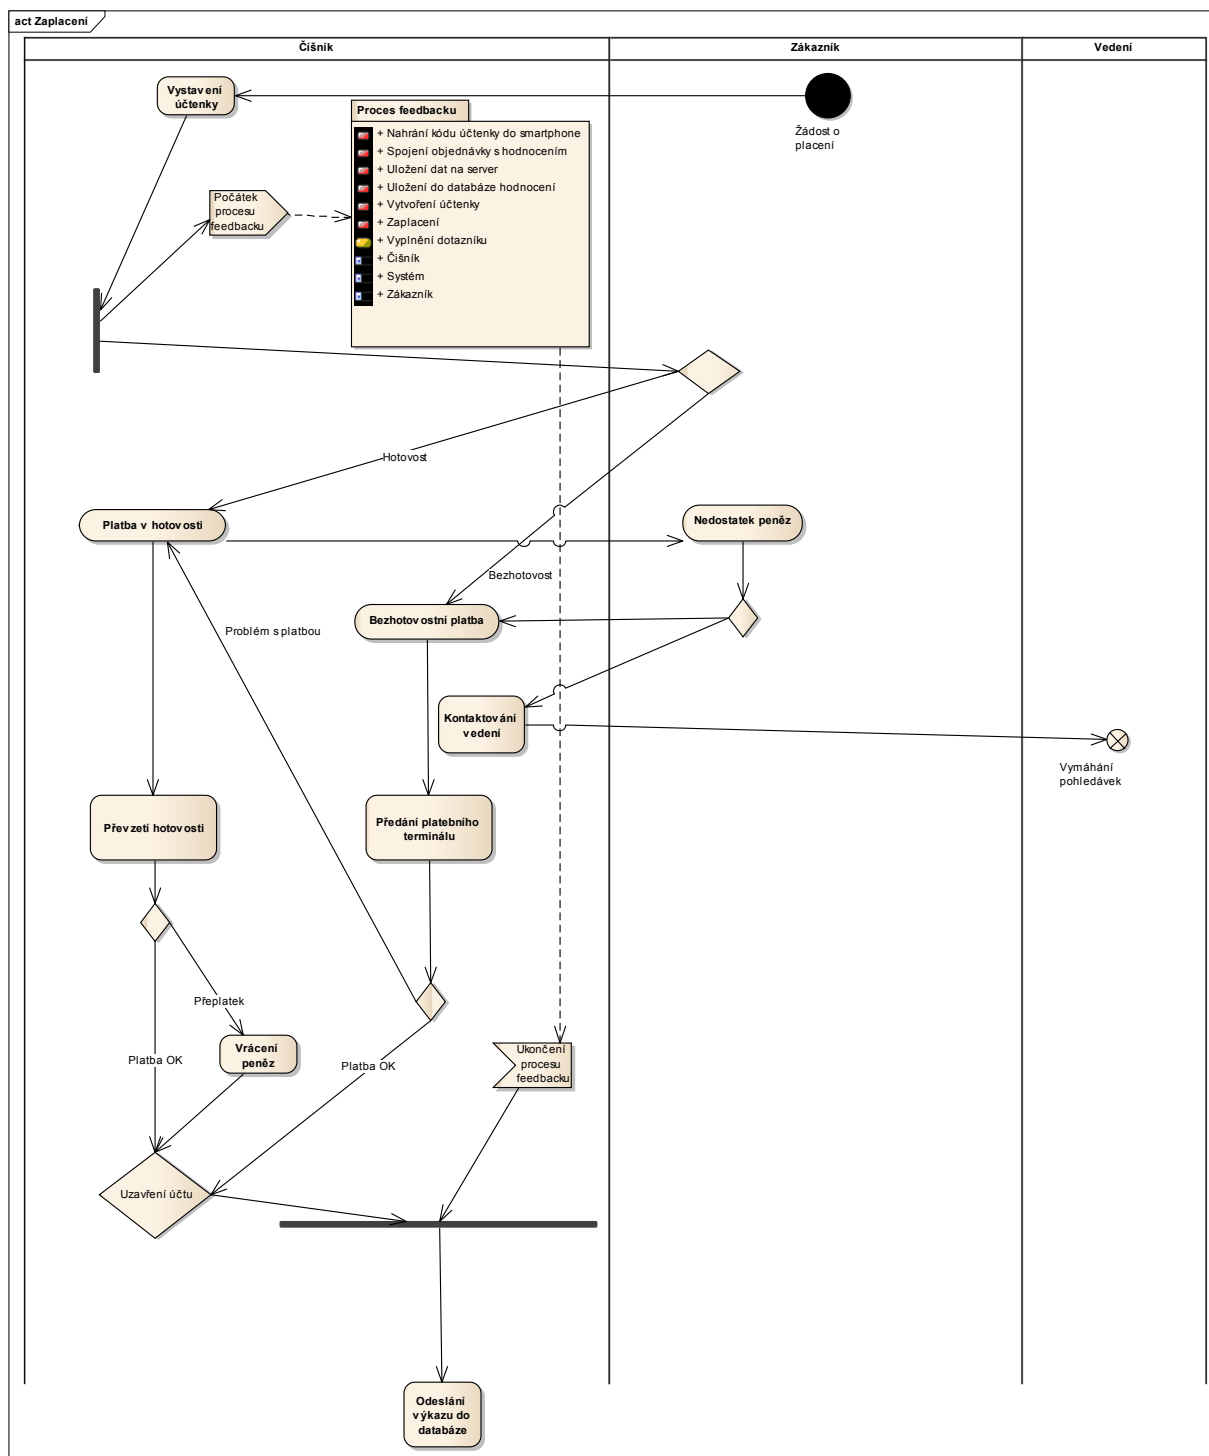 act Zaplacení
Číšník
Zákazník
Vedení
Vystavení
účtenky
Žádost o
placení
Proces feedbacku
+ Nahrání kódu účtenky do smartphone
+ Spojení objednávky s hodnocením
+ Uložení dat na server
+ Uložení do databáze hodnocení
+ Vytvoření účtenky
+ Zaplacení
+ Vyplnění dotazníku
+ Čišník
+ Systém
+ Zákazník
Počátek
procesu
feedbacku
Hotovost
Platba v hotovosti
Nedostatek peněz
Bezhotovost
Bezhotovostní platba
Problém s platbou
Kontaktování
vedení
Vymáhání
pohledávek
Převzetí hotovosti
Předání platebního
terminálu
Přeplatek
Vrácení
peněz
Platba OK
Platba OK
Ukončení
procesu
feedbacku
Uzavření účtu
Odeslání
výkazu do
databáze